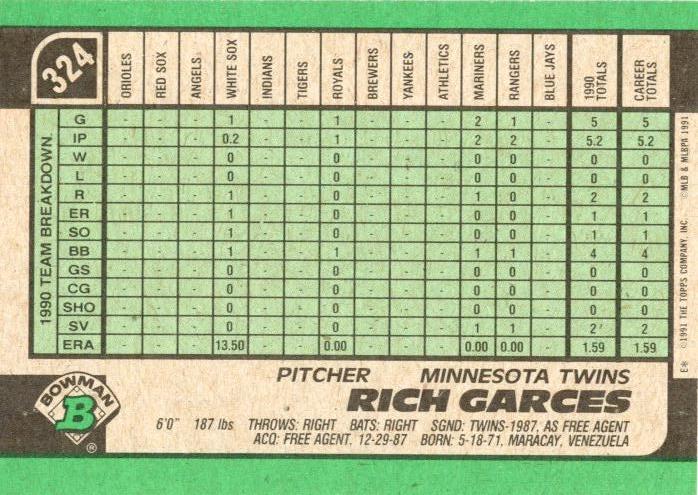 324
ORIOLES RED SOX ANGELS WHITE SOX INDIANS TIGERS ROYALS BREWERS YANKEES ATHLETICS MARINERS RANGERS BLUE JAYS 1990 TOTALS CAREER TOTALS
1990 TEAM BREAKDOWN
G - - - 1 - - 1 - - - 2 1 - 5 5
IP - - - 0.2 - - 1 - - - 2 2 - 5.2 5.2
W - - - 0 - - 0 - - - 0 0 - 0 0
L - - - 0 - - 0 - - - 0 0 - 0 0
R - - - 1 - - 0 - - - 1 0 - 2 2
ER - - - 1 - - 0 - - - 0 0 - 1 1
SO - - - 1 - - 0 - - - 0 0 - 1 1
BB - - - 1 - - 1 - - - 1 1 - 4 4
GS - - - 0 - - 0 - - - 0 0 - 0 0
CG - - - 0 - - 0 - - - 0 0 - 0 0
SHO - - - 0 - - 0 - - - 0 0 - 0 0
SV - - - 0 - - 0 - - - 1 1 - 2 2
ERA - - - 13.50 - - 0.00 - - - 0.00 0.00 - 1.59 1.59
E* ©1991 THE TOPPS COMPANY, INC. ©MLB & MLBPA 1991
BOWMAN
B
®
PITCHER MINNESOTA TWINS
RICH GARCES
6'0" 187 lbs THROWS: RIGHT BATS: RIGHT SGND: TWINS-1987, AS FREE AGENT
ACQ: FREE AGENT, 12-29-87 BORN: 5-18-71, MARACAY, VENEZUELA